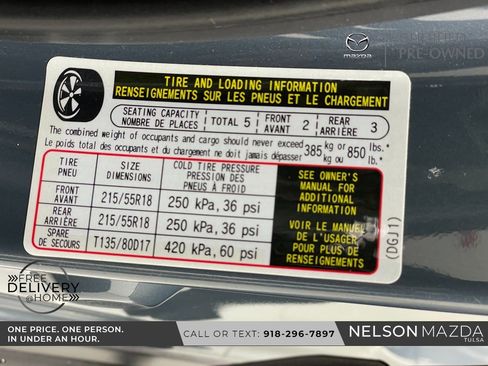 mazda
CERTIFIED
PRE-OWNED
TIRE AND LOADING INFORMATION
RENSEIGNEMENTS SUR LES PNEUS ET LE CHARGEMENT
SEATING CAPACITY
NOMBRE DE PLACES
TOTAL 5
FRONT
AVANT
2
REAR
ARRIÈRE
3
The combined weight of occupants and cargo should never exceed 385 kg or 850 lbs.
Le poids total des occupants et du chargement ne doit jamais dépasser 385 kg ou 850 lb.
TIRE
PNEU
SIZE
DIMENSIONS
COLD TIRE PRESSURE
PRESSION DES
PNEUS À FROID
FRONT
AVANT
215/55R18
250 kPa, 36 psi
REAR
ARRIÈRE
215/55R18
250 kPa, 36 psi
SPARE
DE SECOURS
T135/80D17
420 kPa, 60 psi
SEE OWNER'S
MANUAL FOR
ADDITIONAL
INFORMATION
VOIR LE MANUEL
DE L'USAGER
POUR PLUS DE
RENSEIGNEMENTS
(DGJ1)
FREE
DELIVERY
@HOME
ONE PRICE. ONE PERSON.
IN UNDER AN HOUR.
CALL OR TEXT: 918-296-7897
NELSON MAZDA
TULSA